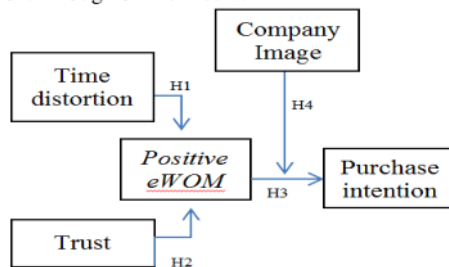 Company
Image
Time
distortion
H1
H4
Positive
eWOM
H3
Purchase
intention
Trust
H2